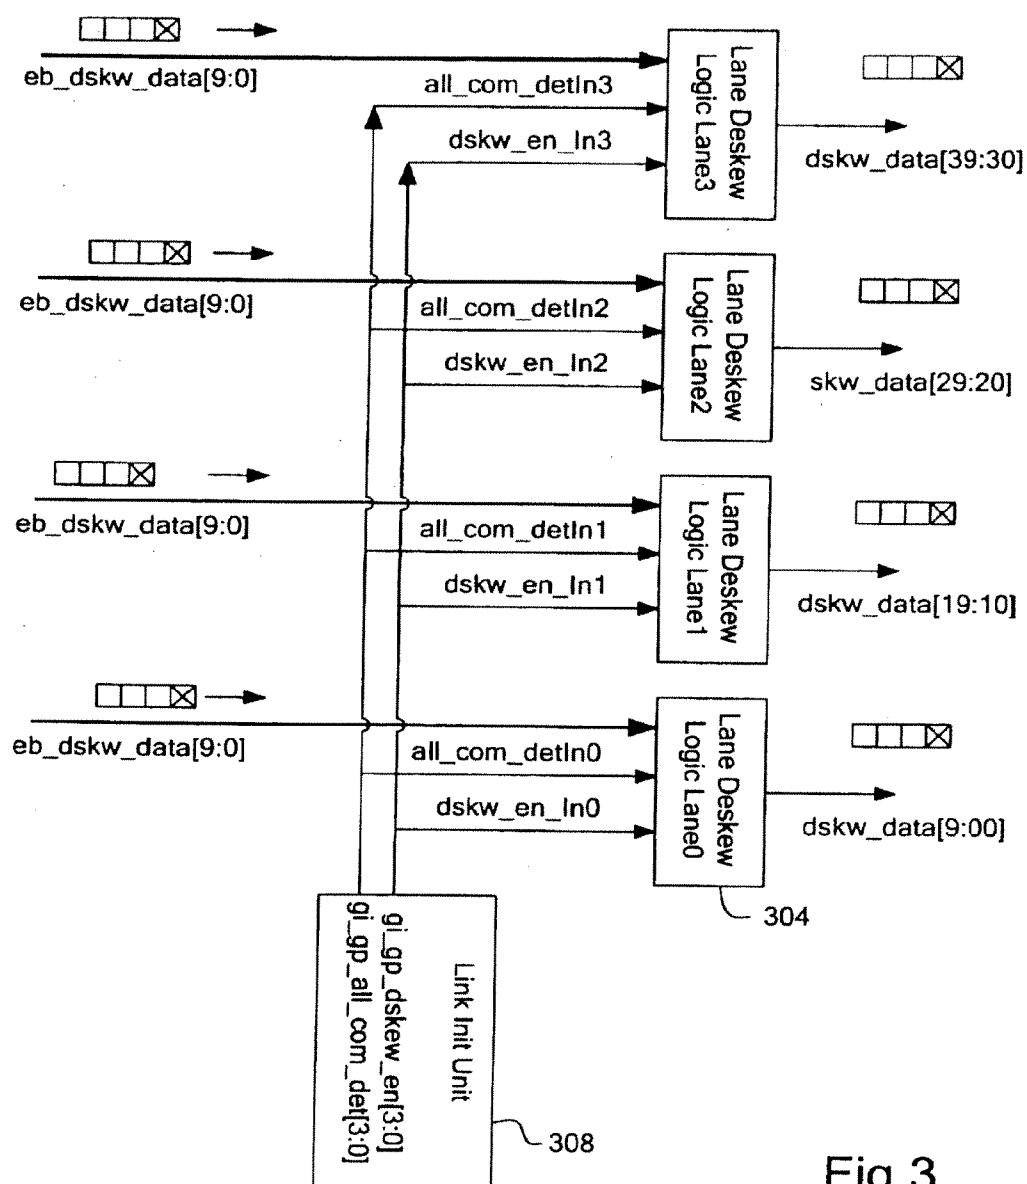 eb_dskw_data[9:0]
all_com_detln3
dskw_en_ln3
Lane Deskew
Logic Lane3
dskw_data[39:30]
eb_dskw_data[9:0]
all_com_detln2
dskw_en_ln2
Lane Deskew
Logic Lane2
skw_data[29:20]
eb_dskw_data[9:0]
all_com_detln1
dskw_en_ln1
Lane Deskew
Logic Lane1
dskw_data[19:10]
eb_dskw_data[9:0]
all_com_detln0
dskw_en_ln0
Lane Deskew
Logic Lane0
dskw_data[9:00]
304
Link Init Unit
gi_gp_dskew_en[3:0]
gi_gp_all_com_det[3:0]
308
Fig 3